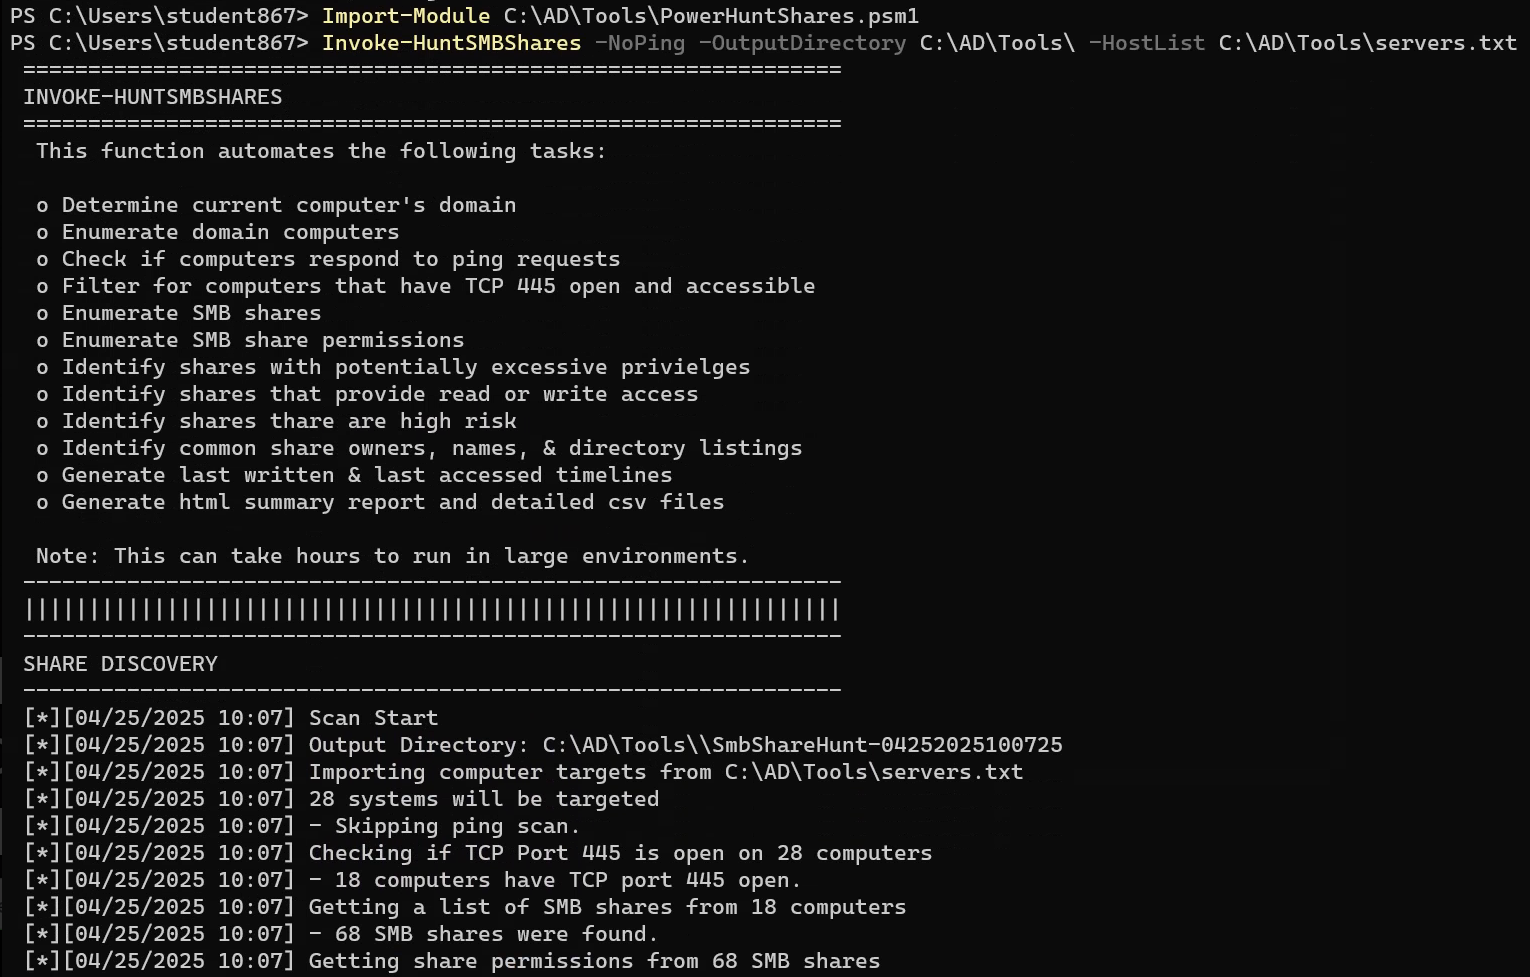 PS C:\Users\student867> Import-Module C:\AD\Tools\PowerHuntShares.psm1
PS C:\Users\student867> Invoke-HuntSMBShares -NoPing -OutputDirectory C:\AD\Tools\ -HostList C:\AD\Tools\servers.txt
===============================================================
INVOKE-HUNTSMBSHARES
===============================================================
This function automates the following tasks:
o Determine current computer's domain
o Enumerate domain computers
o Check if computers respond to ping requests
o Filter for computers that have TCP 445 open and accessible
o Enumerate SMB shares
o Enumerate SMB share permissions
o Identify shares with potentially excessive privielges
o Identify shares that provide read or write access
o Identify shares thare are high risk
o Identify common share owners, names, & directory listings
o Generate last written & last accessed timelines
o Generate html summary report and detailed csv files
Note: This can take hours to run in large environments.
---------------------------------------------------------------
|||||||||||||||||||||||||||||||||||||||||||||||||||||||||||||||
---------------------------------------------------------------
SHARE DISCOVERY
---------------------------------------------------------------
[*][04/25/2025 10:07] Scan Start
[*][04/25/2025 10:07] Output Directory: C:\AD\Tools\\SmbShareHunt-04252025100725
[*][04/25/2025 10:07] Importing computer targets from C:\AD\Tools\servers.txt
[*][04/25/2025 10:07] 28 systems will be targeted
[*][04/25/2025 10:07] - Skipping ping scan.
[*][04/25/2025 10:07] Checking if TCP Port 445 is open on 28 computers
[*][04/25/2025 10:07] - 18 computers have TCP port 445 open.
[*][04/25/2025 10:07] Getting a list of SMB shares from 18 computers
[*][04/25/2025 10:07] - 68 SMB shares were found.
[*][04/25/2025 10:07] Getting share permissions from 68 SMB shares